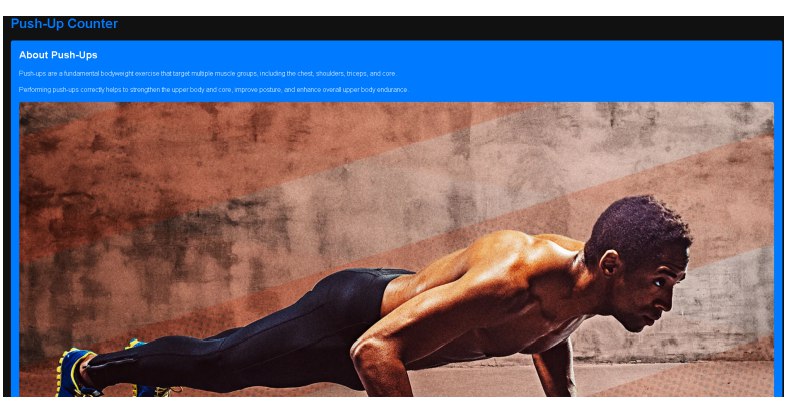 Push-Up Counter
About Push-Ups
Push-ups are a fundamental bodyweight exercise that target multiple muscle groups, including the chest, shoulders, triceps, and core.
Performing push-ups correctly helps to strengthen the upper body and core, improve posture, and enhance overall upper body endurance.